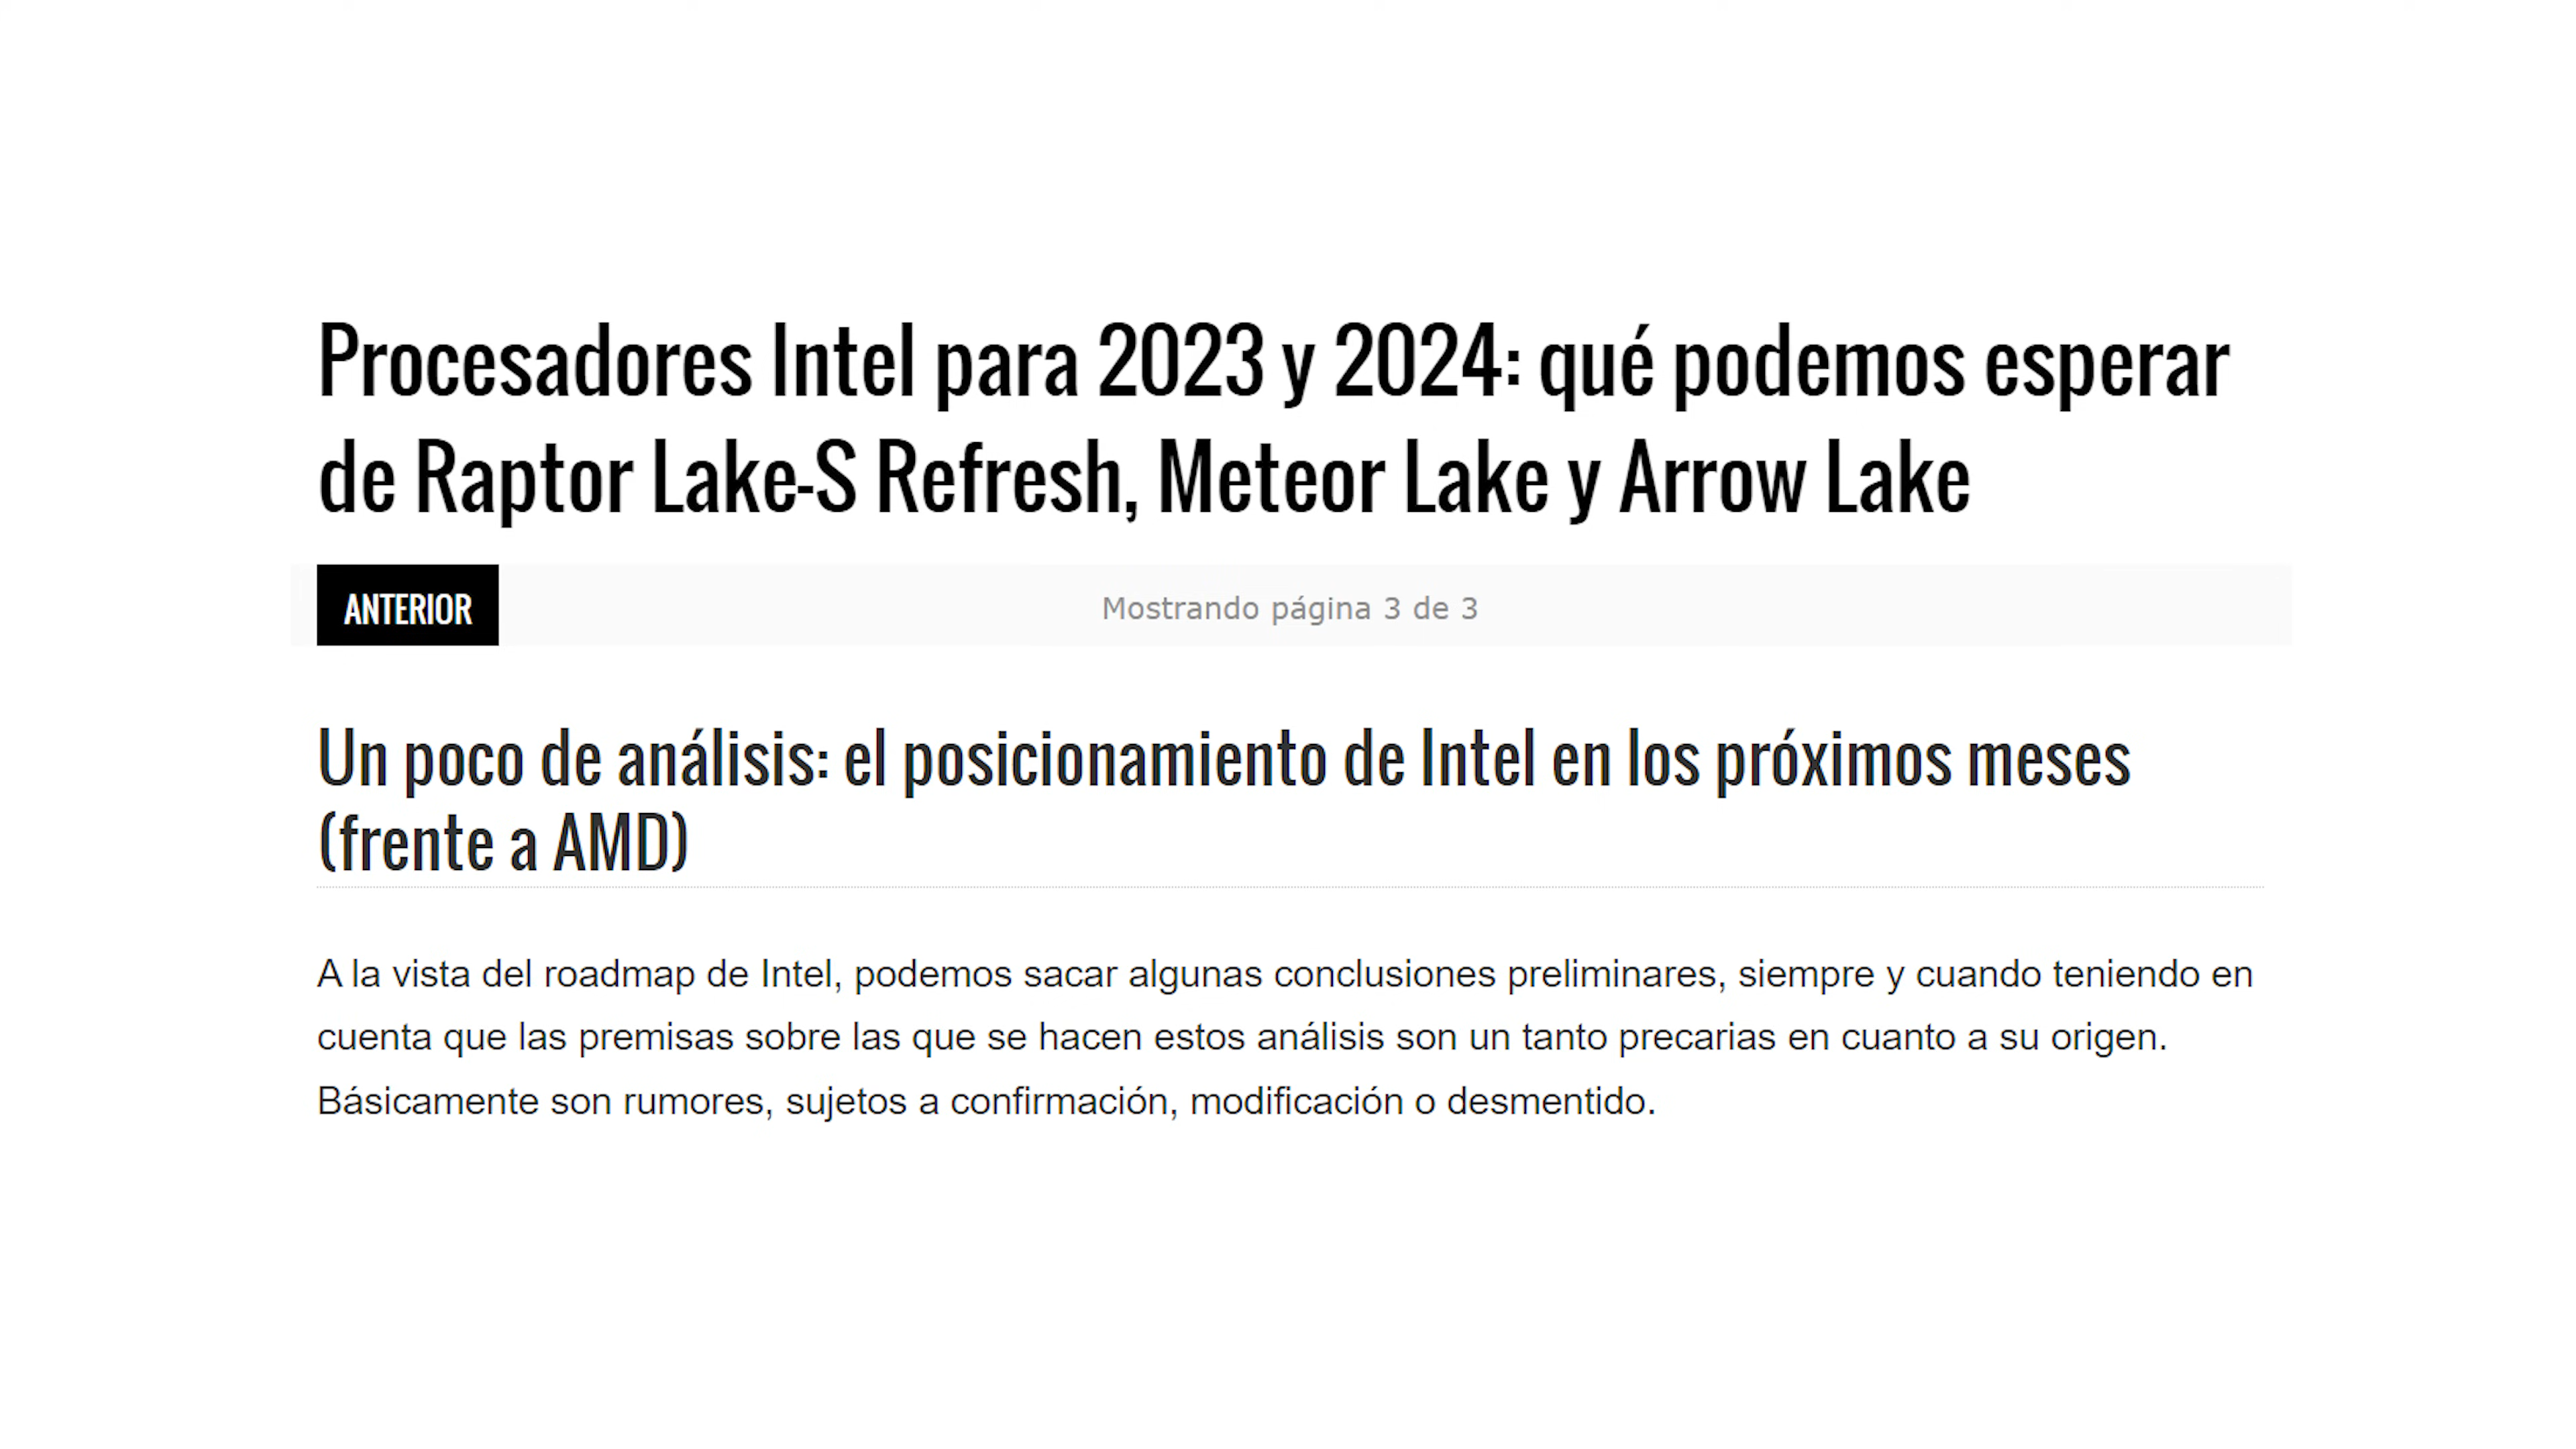 Procesadores Intel para 2023 y 2024: qué podemos esperar
de Raptor Lake-S Refresh, Meteor Lake y Arrow Lake
ANTERIOR
Mostrando página 3 de 3
Un poco de análisis: el posicionamiento de Intel en los próximos meses
(frente a AMD)
A la vista del roadmap de Intel, podemos sacar algunas conclusiones preliminares, siempre y cuando teniendo en
cuenta que las premisas sobre las que se hacen estos análisis son un tanto precarias en cuanto a su origen.
Básicamente son rumores, sujetos a confirmación, modificación o desmentido.